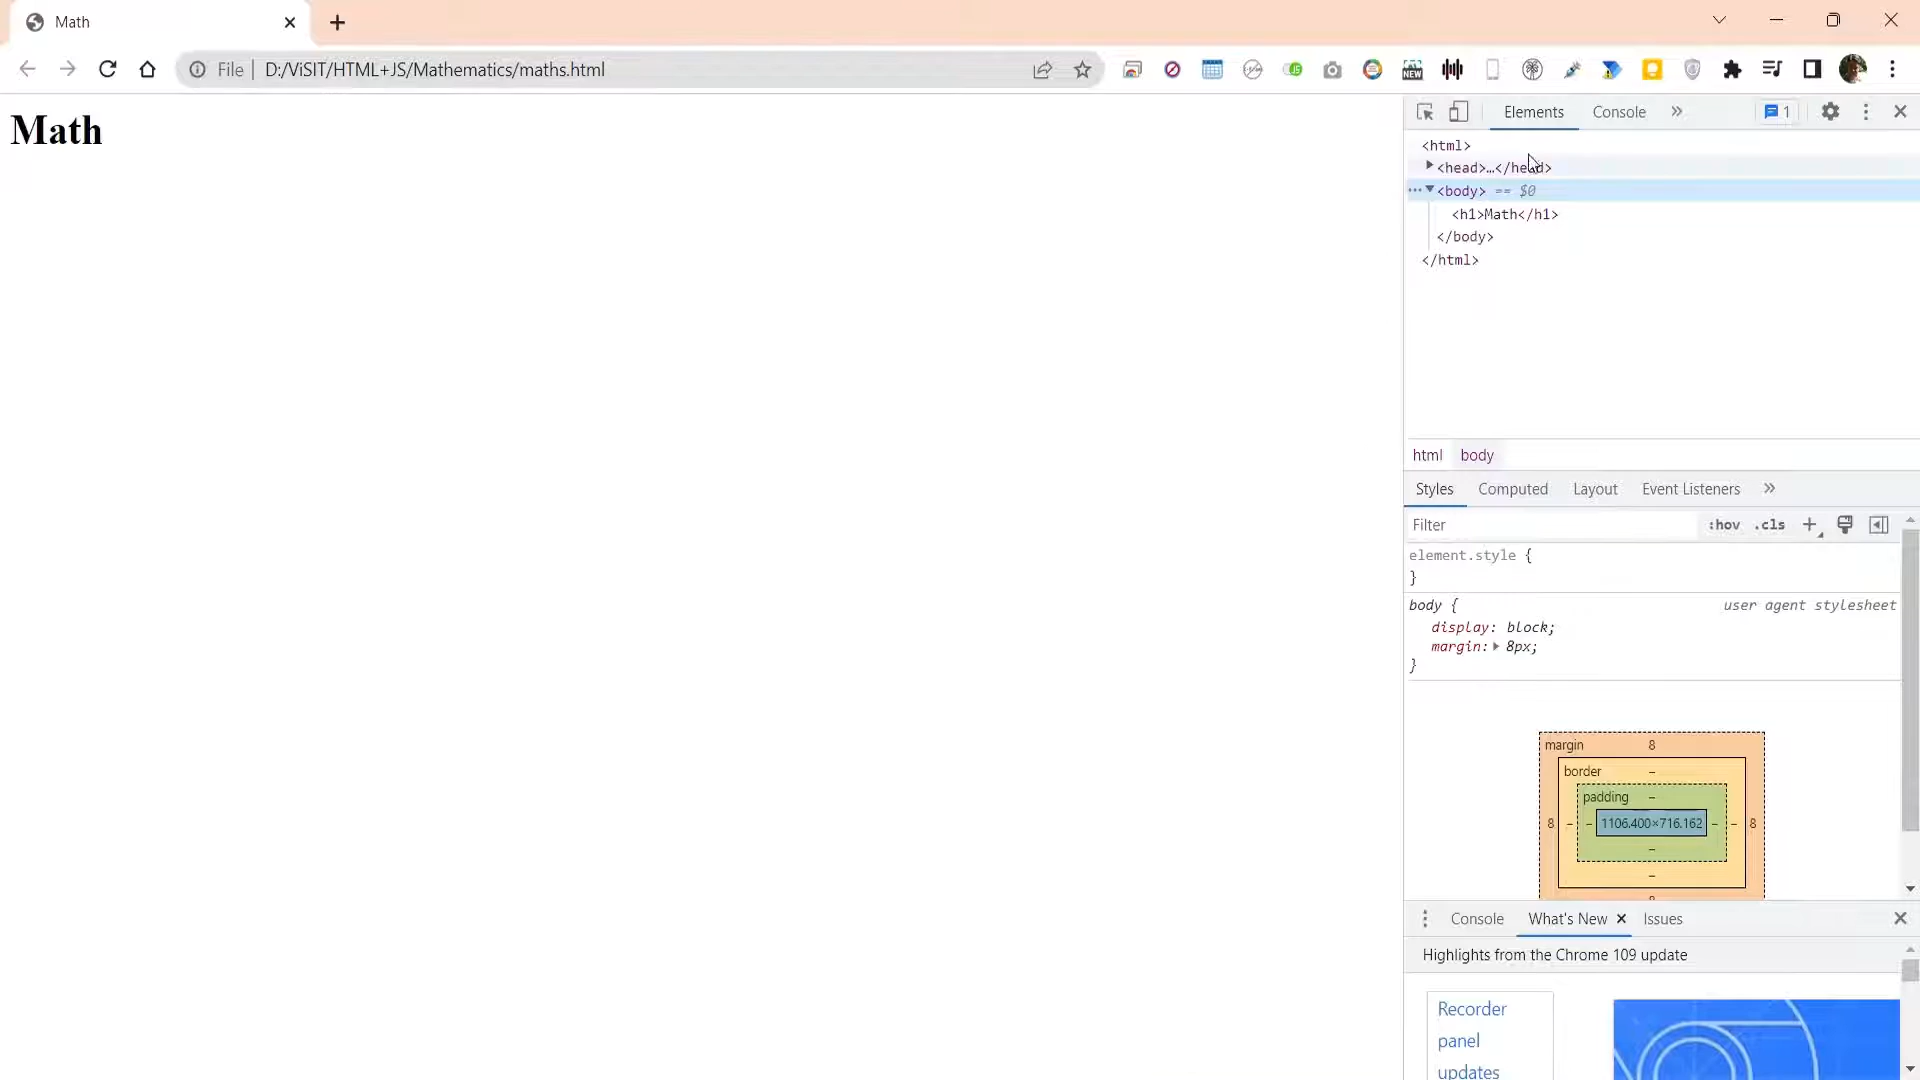 Math
File
D:/ViSIT/HTML+JS/Mathematics/maths.html
NEW
Math
Elements
Console
1
<html>
<head>…</head>
<body> == $0
<h1>Math</h1>
</body>
</html>
html
body
Styles
Computed
Layout
Event Listeners
Filter
:hov
.cls
element.style {
}
body {
user agent stylesheet
display: block;
margin: 8px;
}
margin
8
border
–
padding
–
8
–
–
1106.400×716.162
–
–
8
–
–
Console
What's New
Issues
Highlights from the Chrome 109 update
Recorder
panel
updates